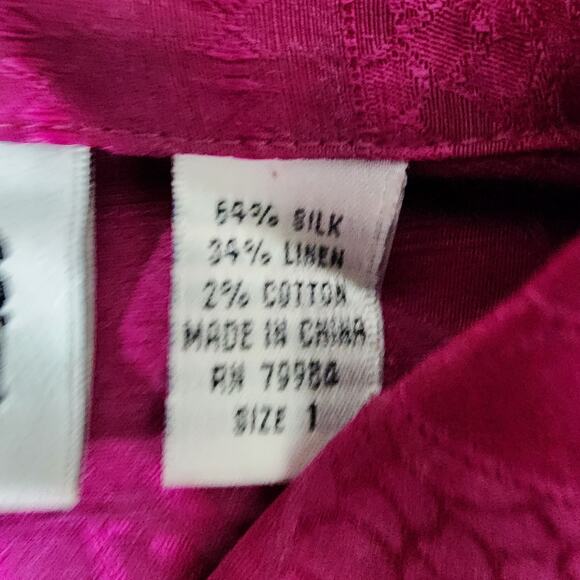 64% SILK
34% LINEN
2% COTTON
MADE IN CHINA
RN 79984
SIZE 1